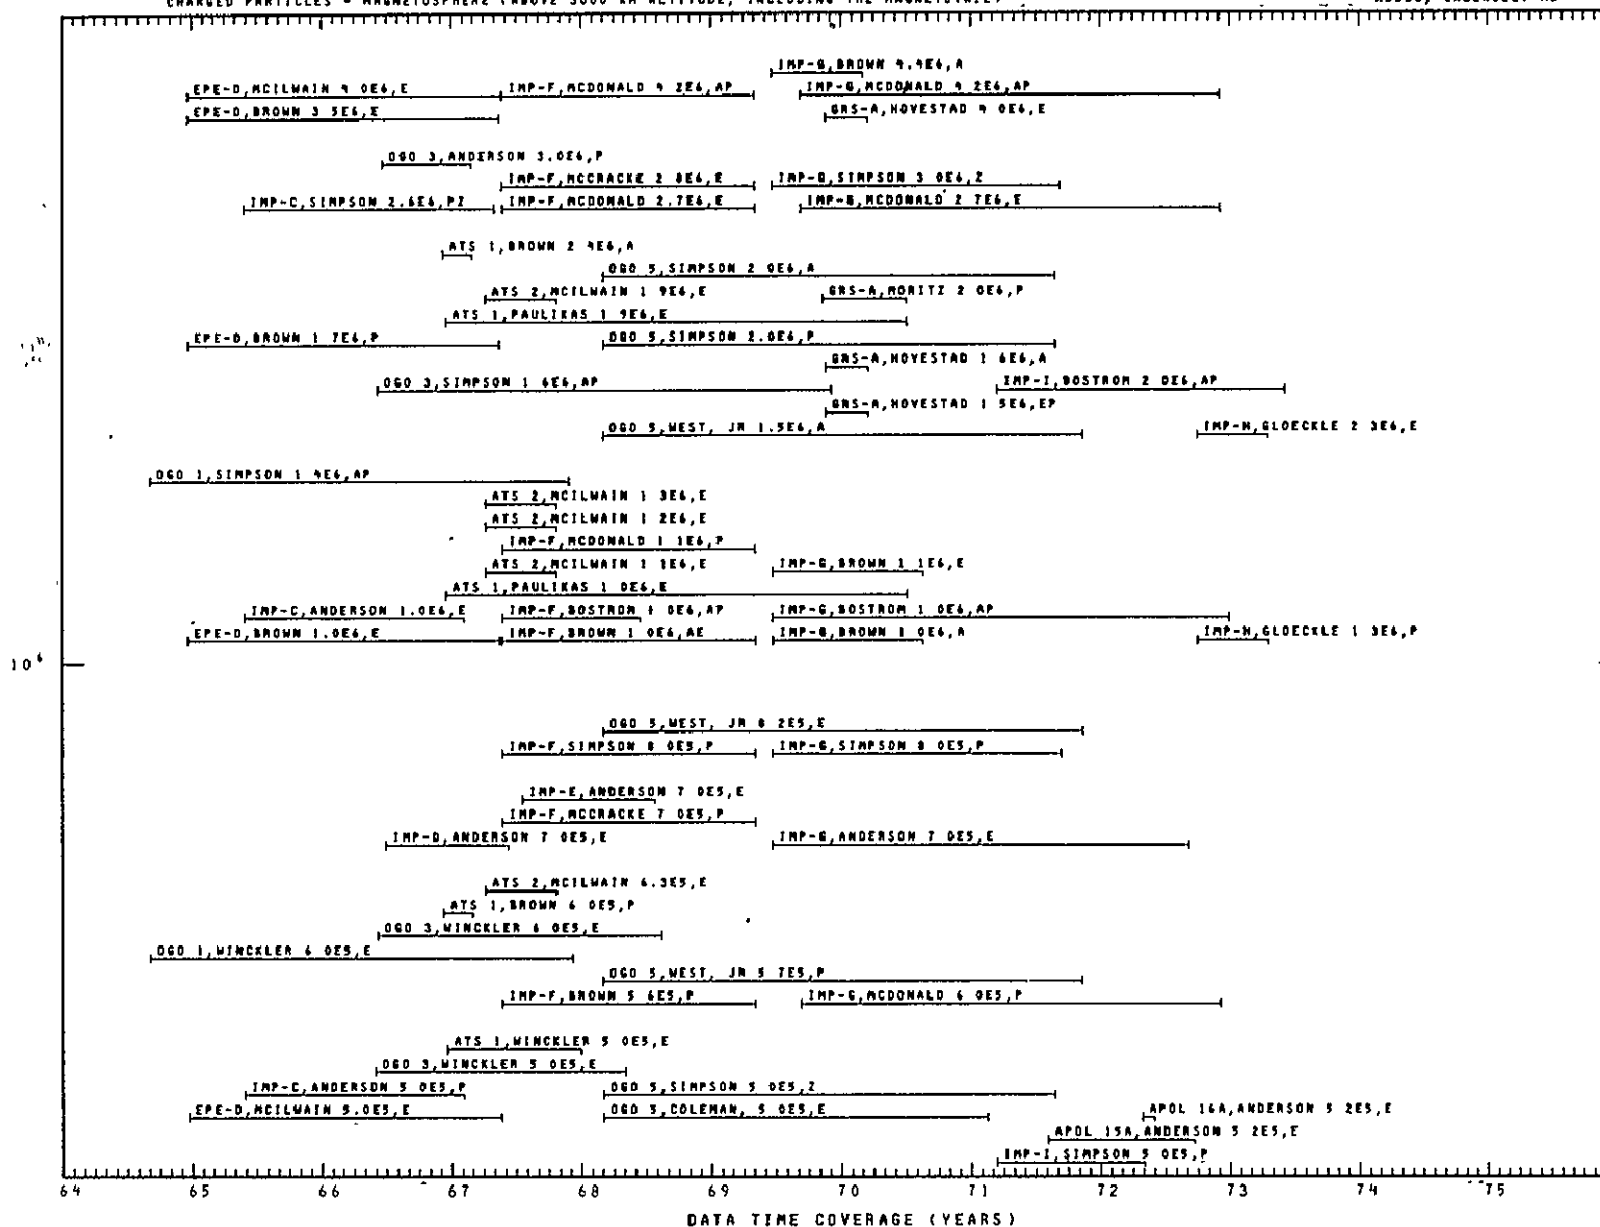 CHARGED PARTICLES - MAGNETOSPHERE (ABOVE 5000 KM ALTITUDE, INCLUDING THE MAGNETOTAIL)
IMP-G, BROWN 4.4E6, A
EPE-D, MCILWAIN 4 0E6, E
IMP-F, MCDONALD 4 2E6, AP
IMP-G, MCDONALD 4 2E6, AP
EPE-D, BROWN 3 5E6, E
GRS-A, HOVESTAD 4 0E6, E
OGO 3, ANDERSON 3.0E6, P
IMP-F, MCCRACKE 2 8E6, E
IMP-G, SIMPSON 3 0E6, Z
IMP-C, SIMPSON 2.6E6, PZ
IMP-F, MCDONALD 2.7E6, E
IMP-G, MCDONALD 2 7E6, E
ATS 1, BROWN 2 4E6, A
OGO 5, SIMPSON 2 0E6, A
ATS 2, MCILWAIN 1 9E6, E
GRS-A, MORITZ 2 0E6, P
ATS 1, PAULIKAS 1 9E6, E
EPE-D, BROWN 1 7E6, P
OGO 5, SIMPSON 2.0E6, P
GRS-A, HOVESTAD 1 6E6, A
OGO 3, SIMPSON 1 6E6, AP
IMP-I, BOSTROM 2 0E6, AP
GRS-A, HOVESTAD 1 5E6, EP
OGO 5, WEST, JR 1.5E6, A
IMP-H, GLOECKLE 2 3E6, E
OGO 1, SIMPSON 1 4E6, AP
ATS 2, MCILWAIN 1 3E6, E
ATS 2, MCILWAIN 1 2E6, E
IMP-F, MCDONALD 1 1E6, P
ATS 2, MCILWAIN 1 1E6, E
IMP-G, BROWN 1 1E6, E
ATS 1, PAULIKAS 1 0E6, E
IMP-C, ANDERSON 1.0E6, E
IMP-F, BOSTROM 1 0E6, AP
IMP-G, BOSTROM 1 0E6, AP
EPE-D, BROWN 1.0E6, E
IMP-F, BROWN 1 0E6, AE
IMP-G, BROWN 1 0E6, A
IMP-H, GLOECKLE 1 3E6, P
10^6
OGO 5, WEST, JR 8 2E5, E
IMP-F, SIMPSON 8 0E5, P
IMP-G, SIMPSON 8 0E5, P
IMP-E, ANDERSON 7 0E5, E
IMP-F, MCCRACKE 7 0E5, P
IMP-D, ANDERSON 7 0E5, E
IMP-G, ANDERSON 7 0E5, E
ATS 2, MCILWAIN 6.3E5, E
ATS 1, BROWN 6 0E5, P
OGO 3, WINCKLER 6 0E5, E
OGO 1, WINCKLER 6 0E5, E
OGO 5, WEST, JR 5 7E5, P
IMP-F, BROWN 5 6E5, P
IMP-G, MCDONALD 6 0E5, P
ATS 1, WINCKLER 5 0E5, E
OGO 3, WINCKLER 5 0E5, E
IMP-C, ANDERSON 5 0E5, P
OGO 5, SIMPSON 5 0E5, Z
EPE-D, MCILWAIN 5.0E5, E
OGO 5, COLEMAN, 5 0E5, E
APOL 16A, ANDERSON 5 2E5, E
APOL 15A, ANDERSON 5 2E5, E
IMP-I, SIMPSON 5 0E5, P
64 65 66 67 68 69 70 71 72 73 74 75
DATA TIME COVERAGE (YEARS)